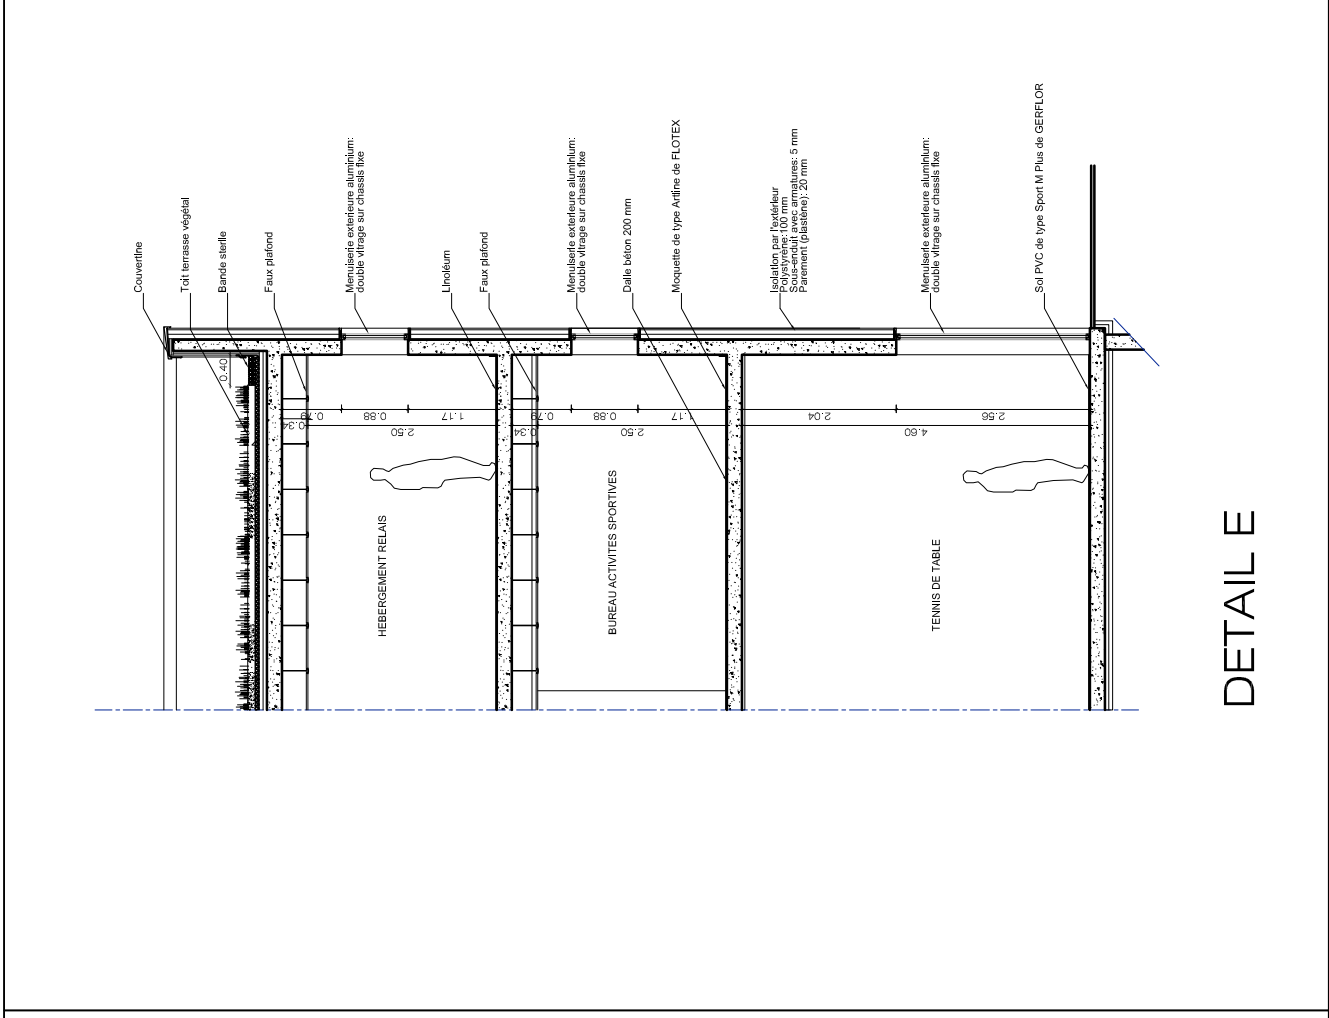 Couvertine
Toit terrasse végétal
Bande sterile
Faux plafond
Menuiserie exterieure aluminium:
double vitrage sur chassis fixe
Linoléum
Faux plafond
Menuiserie exterieure aluminium:
double vitrage sur chassis fixe
Dalle béton 200 mm
Moquette de type Artline de FLOTEX
Isolation par l'extérieur
Polystyrène:100 mm
Sous-enduit avec armatures: 5 mm
Parement (plastène): 20 mm
Menuiserie exterieure aluminium:
double vitrage sur chassis fixe
Sol PVC de type Sport M Plus de GERFLOR
0.40
0.79
0.88
1.17
0.34
2.50
0.79
0.88
1.17
0.34
2.50
2.04
2.56
4.60
HEBERGEMENT RELAIS
BUREAU ACTIVITES SPORTIVES
TENNIS DE TABLE
DETAIL E